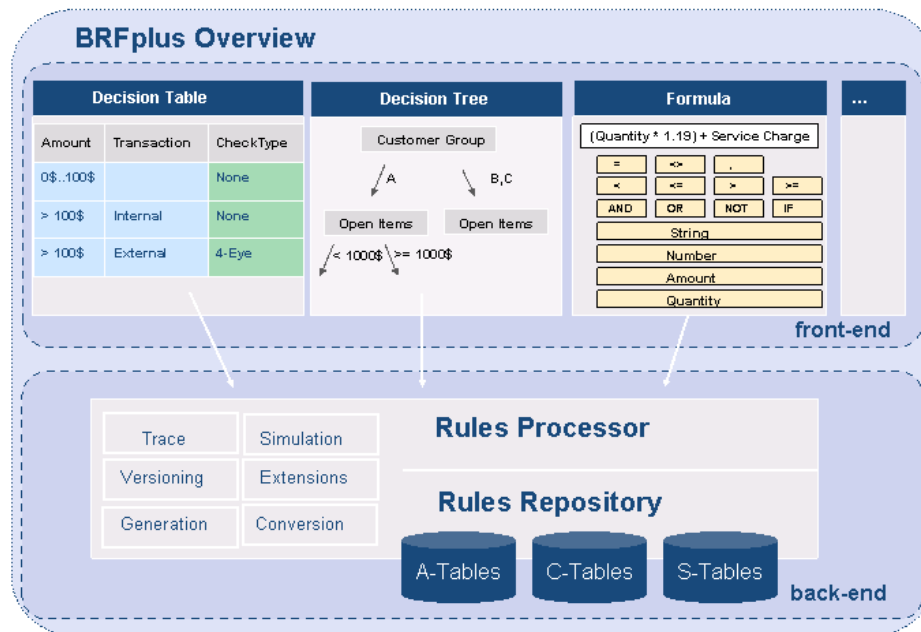 BRFplus Overview
Decision Table
Decision Tree
Formula
...
Amount Transaction CheckType
0$..100$ None
> 100$ Internal None
> 100$ External 4-Eye
Customer Group
A B,C
Open Items Open Items
< 1000$ >= 1000$
(Quantity * 1.19) + Service Charge
= <> ,
< <= > >=
AND OR NOT IF
String
Number
Amount
Quantity
front-end
Trace Simulation
Versioning Extensions
Generation Conversion
Rules Processor
Rules Repository
A-Tables C-Tables S-Tables
back-end